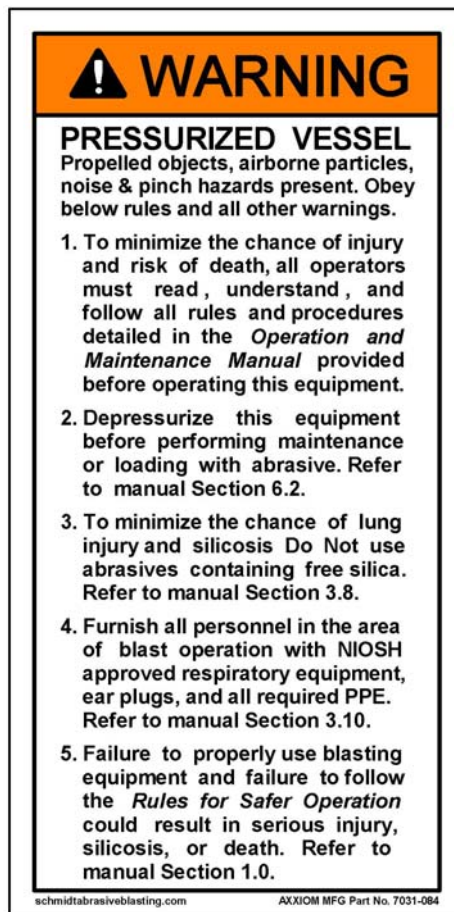 WARNING
PRESSURIZED VESSEL
Propelled objects, airborne particles,
noise & pinch hazards present. Obey
below rules and all other warnings.
1. To minimize the chance of injury
and risk of death, all operators
must read , understand , and
follow all rules and procedures
detailed in the Operation and
Maintenance Manual provided
before operating this equipment.
2. Depressurize this equipment
before performing maintenance
or loading with abrasive. Refer
to manual Section 6.2.
3. To minimize the chance of lung
injury and silicosis Do Not use
abrasives containing free silica.
Refer to manual Section 3.8.
4. Furnish all personnel in the area
of blast operation with NIOSH
approved respiratory equipment,
ear plugs, and all required PPE.
Refer to manual Section 3.10.
5. Failure to properly use blasting
equipment and failure to follow
the Rules for Safer Operation
could result in serious injury,
silicosis, or death. Refer to
manual Section 1.0.
schmidtabrasiveblasting.com AXXIOM MFG Part No. 7031-084